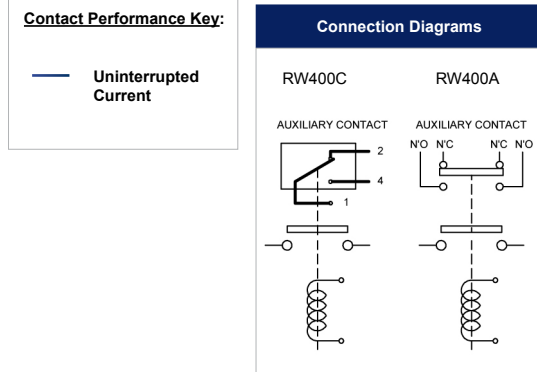 Contact Performance Key:
Uninterrupted
Current
Connection Diagrams
RW400C
RW400A
AUXILIARY CONTACT
AUXILIARY CONTACT
2
4
1
N'O N'C N'C N'O